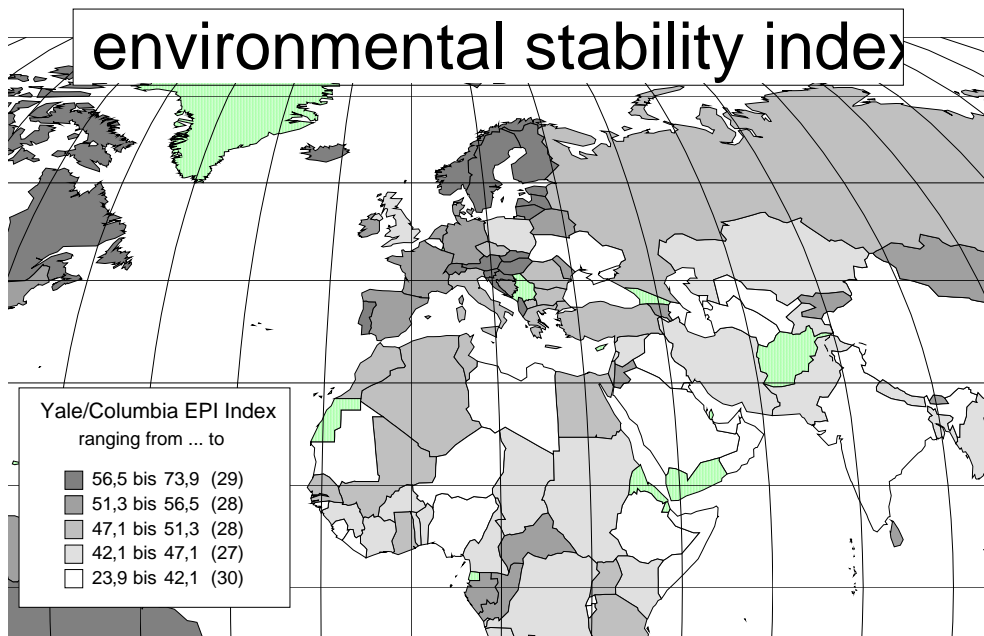 environmental stability index
Yale/Columbia EPI Index
ranging from ... to
56,5 bis 73,9 (29)
51,3 bis 56,5 (28)
47,1 bis 51,3 (28)
42,1 bis 47,1 (27)
23,9 bis 42,1 (30)